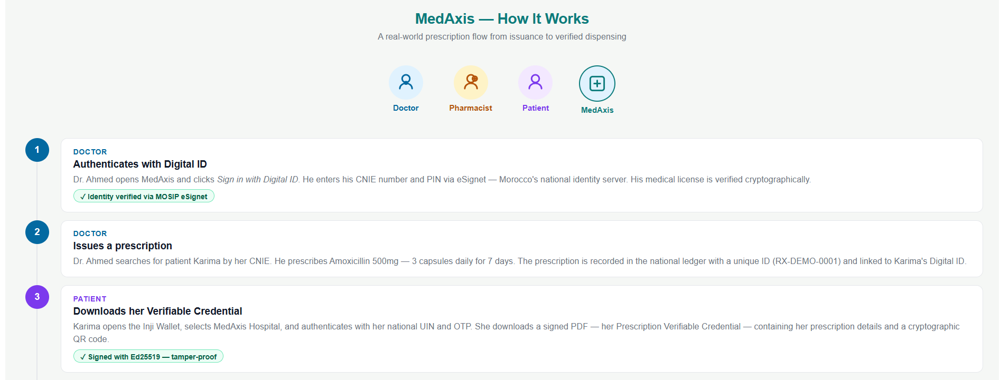 MedAxis — How It Works
A real-world prescription flow from issuance to verified dispensing
Doctor
Pharmacist
Patient
MedAxis
1
DOCTOR
Authenticates with Digital ID
Dr. Ahmed opens MedAxis and clicks Sign in with Digital ID. He enters his CNIE number and PIN via eSignet — Morocco's national identity server. His medical license is verified cryptographically.
✓ Identity verified via MOSIP eSignet
2
DOCTOR
Issues a prescription
Dr. Ahmed searches for patient Karima by her CNIE. He prescribes Amoxicillin 500mg — 3 capsules daily for 7 days. The prescription is recorded in the national ledger with a unique ID (RX-DEMO-0001) and linked to Karima's Digital ID.
3
PATIENT
Downloads her Verifiable Credential
Karima opens the Inji Wallet, selects MedAxis Hospital, and authenticates with her national UIN and OTP. She downloads a signed PDF — her Prescription Verifiable Credential — containing her prescription details and a cryptographic
QR code.
✓ Signed with Ed25519 — tamper-proof